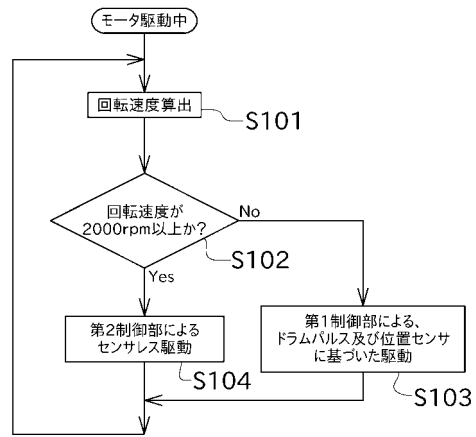 モータ駆動中
回転速度算出
S101
回転速度が
2000rpm以上か?
No
S102
Yes
第2制御部による
センサレス駆動
S104
第1制御部による、
ドラムパルス及び位置センサ
に基づいた駆動
S103